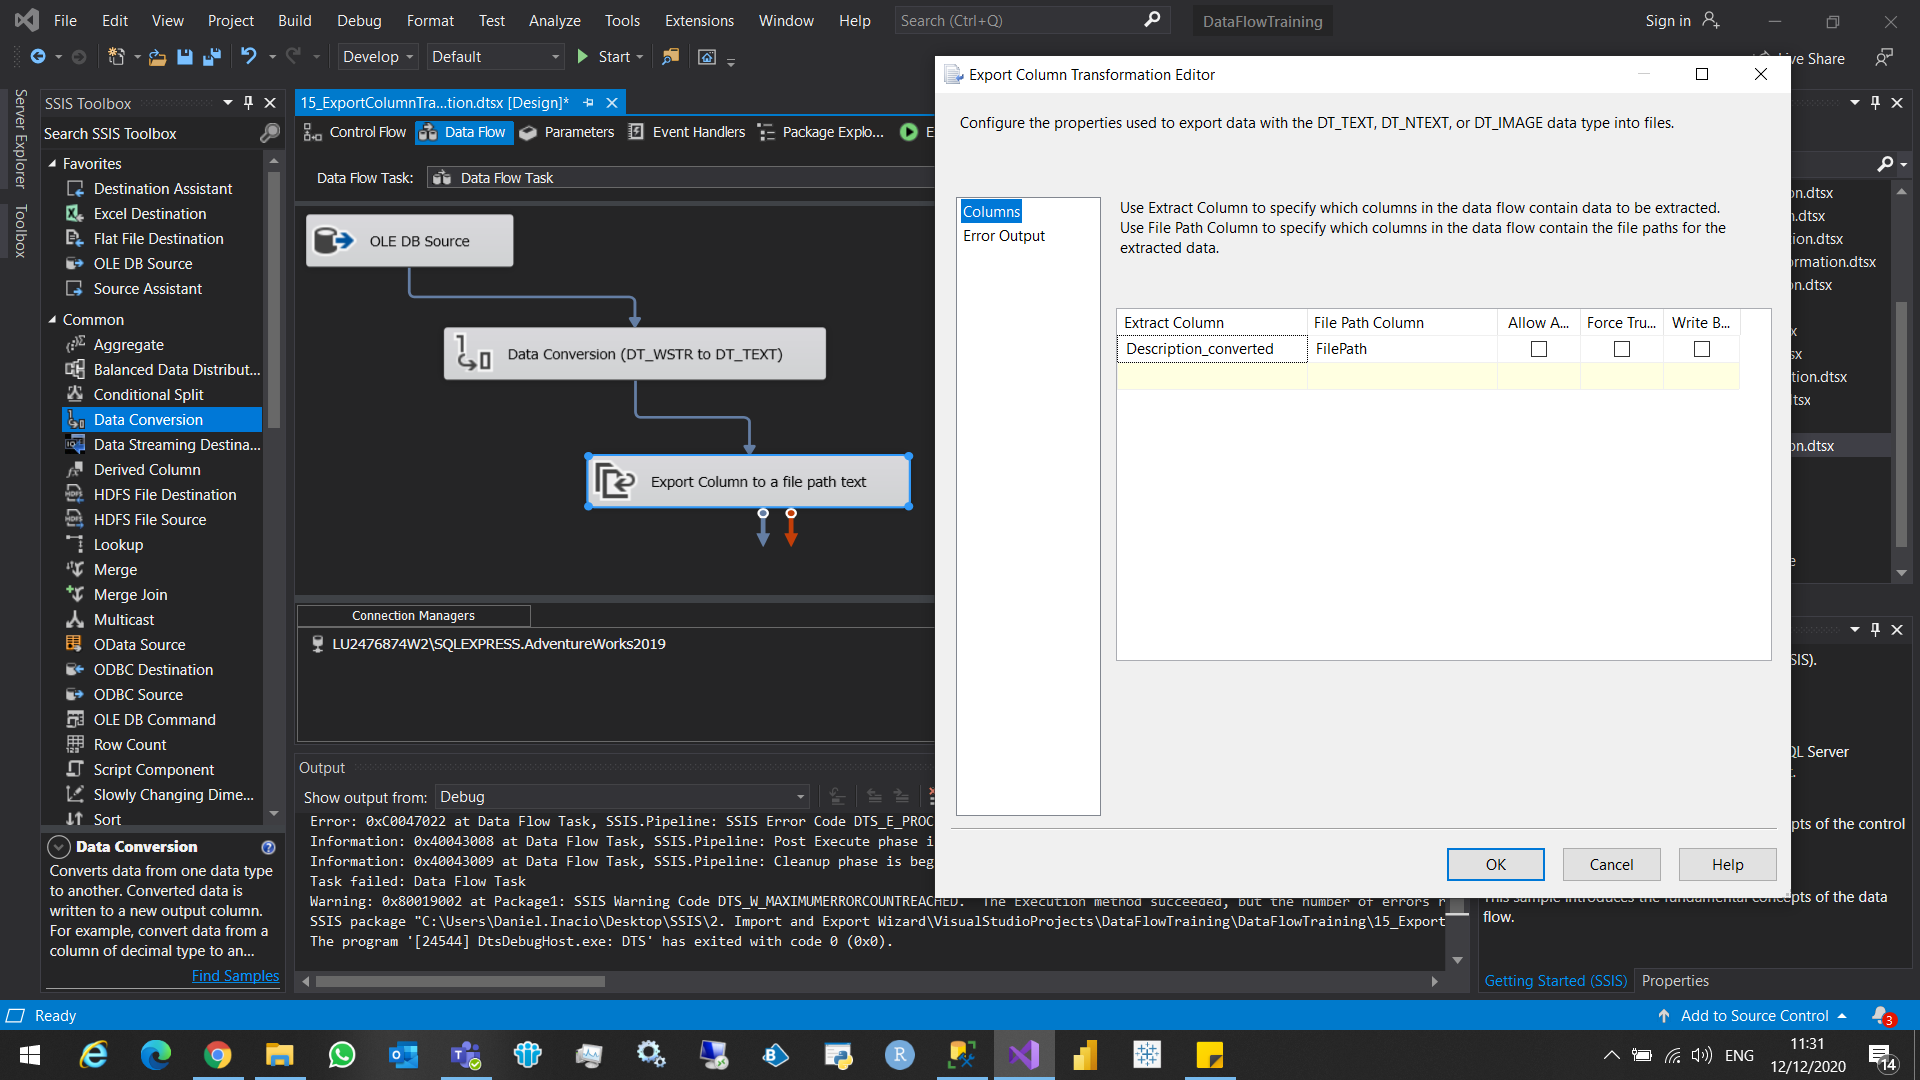 File Edit View Project Build Debug Format Test Analyze Tools Extensions Window Help Search (Ctrl+Q) DataFlowTraining Sign in
Develop Default Start
Live Share
Server Explorer
Toolbox
SSIS Toolbox
Search SSIS Toolbox
Favorites
Destination Assistant
Excel Destination
Flat File Destination
OLE DB Source
Source Assistant
Common
Aggregate
Balanced Data Distribut...
Conditional Split
Data Conversion
Data Streaming Destina...
Derived Column
HDFS File Destination
HDFS File Source
Lookup
Merge
Merge Join
Multicast
OData Source
ODBC Destination
ODBC Source
OLE DB Command
Row Count
Script Component
Slowly Changing Dime...
Sort
Data Conversion
Converts data from one data type
to another. Converted data is
written to a new output column.
For example, convert data from a
column of decimal type to an...
Find Samples
15_ExportColumnTra...tion.dtsx [Design]*
Control Flow Data Flow Parameters Event Handlers Package Explo... E
Data Flow Task: Data Flow Task
OLE DB Source
Data Conversion (DT_WSTR to DT_TEXT)
Export Column to a file path text
Connection Managers
LU2476874W2\SQLEXPRESS.AdventureWorks2019
Output
Show output from: Debug
Error: 0xC0047022 at Data Flow Task, SSIS.Pipeline: SSIS Error Code DTS_E_PROC
Information: 0x40043008 at Data Flow Task, SSIS.Pipeline: Post Execute phase i
Information: 0x40043009 at Data Flow Task, SSIS.Pipeline: Cleanup phase is beg
Task failed: Data Flow Task
Warning: 0x80019002 at Package1: SSIS Warning Code DTS_W_MAXIMUMERRORCOUNTREACHED. The Execution method succeeded, but the number of errors r
SSIS package "C:\Users\Daniel.Inacio\Desktop\SSIS\2. Import and Export Wizard\VisualStudioProjects\DataFlowTraining\DataFlowTraining\15_Export
The program '[24544] DtsDebugHost.exe: DTS' has exited with code 0 (0x0).
Export Column Transformation Editor
Configure the properties used to export data with the DT_TEXT, DT_NTEXT, or DT_IMAGE data type into files.
Columns
Error Output
Use Extract Column to specify which columns in the data flow contain data to be extracted.
Use File Path Column to specify which columns in the data flow contain the file paths for the
extracted data.
Extract Column File Path Column Allow A... Force Tru... Write B...
Description_converted FilePath
OK Cancel Help
on.dtsx
n.dtsx
ion.dtsx
rmation.dtsx
on.dtsx
x
sx
tion.dtsx
tsx
on.dtsx
e
SIS).
QL Server
pts of the control
This sample introduces the fundamental concepts of the data
flow.
Getting Started (SSIS) Properties
Ready
Add to Source Control 3
ENG
11:31
12/12/2020
14